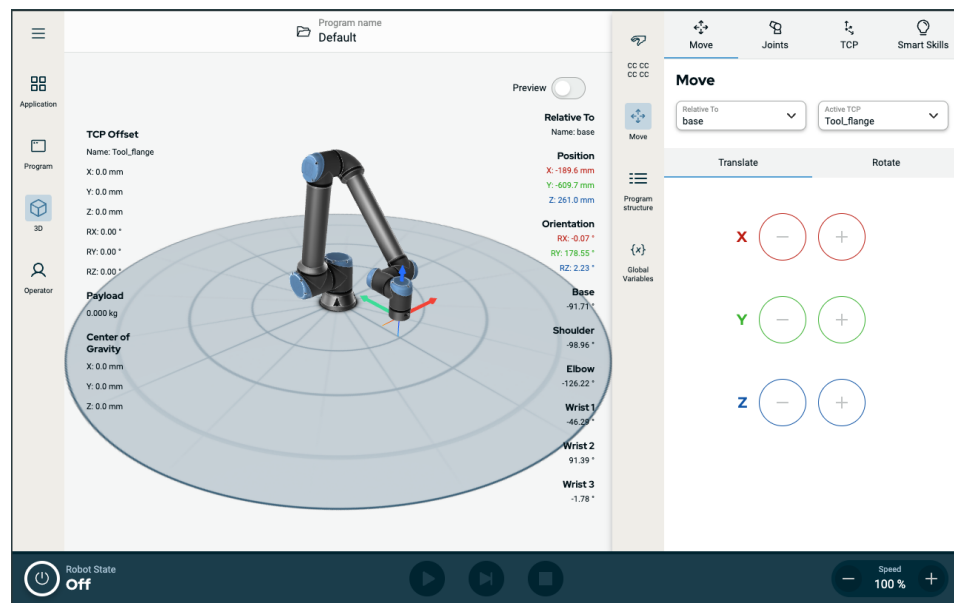 Program name
Default
Application
Program
3D
Operator
Preview
TCP Offset
Name: Tool_flange
X: 0.0 mm
Y: 0.0 mm
Z: 0.0 mm
RX: 0.00 °
RY: 0.00 °
RZ: 0.00 °
Payload
0.000 kg
Center of
Gravity
X: 0.0 mm
Y: 0.0 mm
Z: 0.0 mm
Relative To
Name: base
Position
X: -189.6 mm
Y: -609.7 mm
Z: 261.0 mm
Orientation
RX: -0.07 °
RY: 178.55 °
RZ: 2.23 °
Base
-91.71 °
Shoulder
-98.96 °
Elbow
-126.22 °
Wrist 1
-46.29 °
Wrist 2
91.39 °
Wrist 3
-1.78 °
CC CC
CC CC
Move
Program
structure
{x}
Global
Variables
Move
Joints
TCP
Smart Skills
Move
Relative To
base
Active TCP
Tool_flange
Translate
Rotate
X − +
Y − +
Z − +
Robot State
Off
Speed
− 100 % +